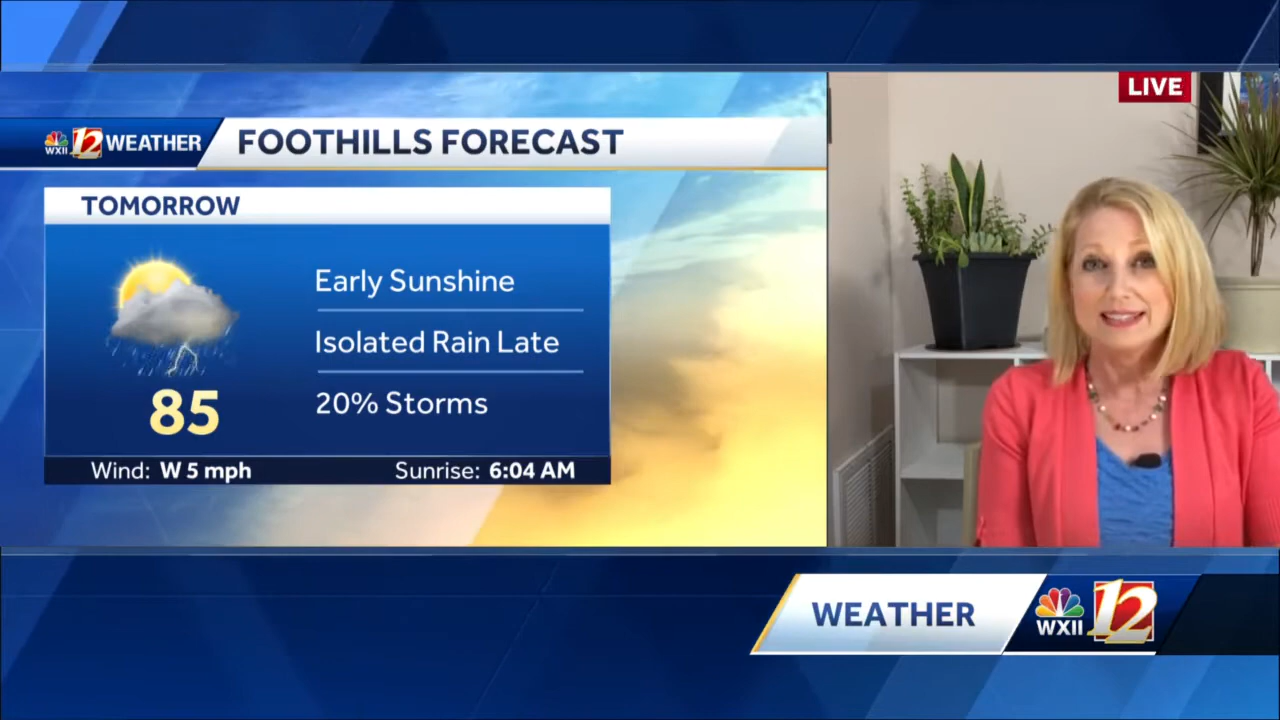 LIVE
WXII 12 WEATHER
FOOTHILLS FORECAST
TOMORROW
Early Sunshine
Isolated Rain Late
20% Storms
85
Wind: W 5 mph
Sunrise: 6:04 AM
WEATHER
WXII 12